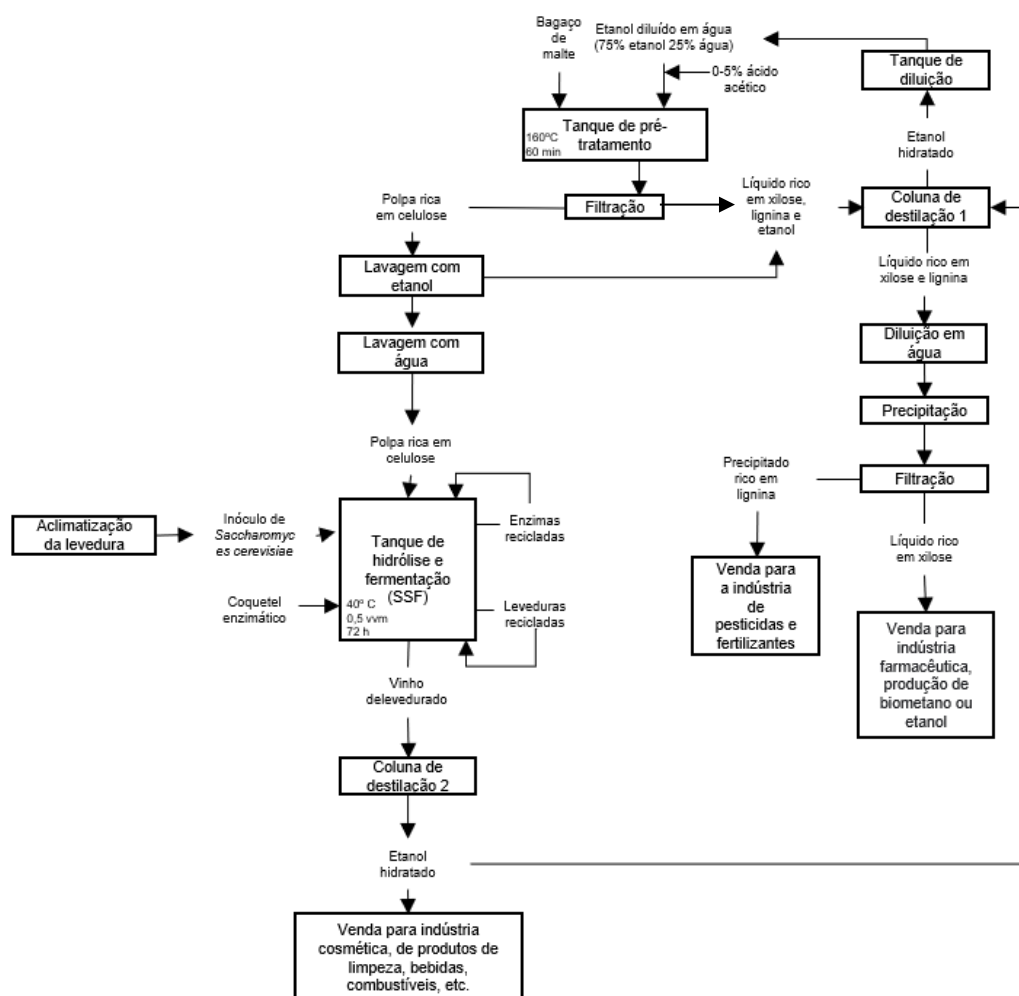 Bagaço
de
malte
Etanol diluído em água
(75% etanol 25% água)
0-5% ácido
acético
Tanque de
diluição
Tanque de pré-
tratamento
160ºC
60 min
Etanol
hidratado
Polpa rica
em celulose
Filtração
Líquido rico
em xilose,
lignina e
etanol
Coluna de
destilação 1
Lavagem com
etanol
Líquido rico em
xilose e lignina
Lavagem com
água
Diluição em
água
Precipitação
Polpa rica em
celulose
Precipitado
rico em
lignina
Filtração
Aclimatização
da levedura
Inóculo de
Saccharomyc
es cerevisiae
Tanque de
hidrólise e
fermentação
(SSF)
40º C
0,5 vvm
72 h
Enzimas
recicladas
Líquido rico
em xilose
Coquetel
enzimático
Leveduras
recicladas
Venda para
a indústria
de
pesticidas e
fertilizantes
Venda para
indústria
farmacêutica,
produção de
biometano ou
etanol
Vinho
delevedurado
Coluna de
destilação 2
Etanol
hidratado
Venda para indústria
cosmética, de produtos de
limpeza, bebidas,
combustíveis, etc.